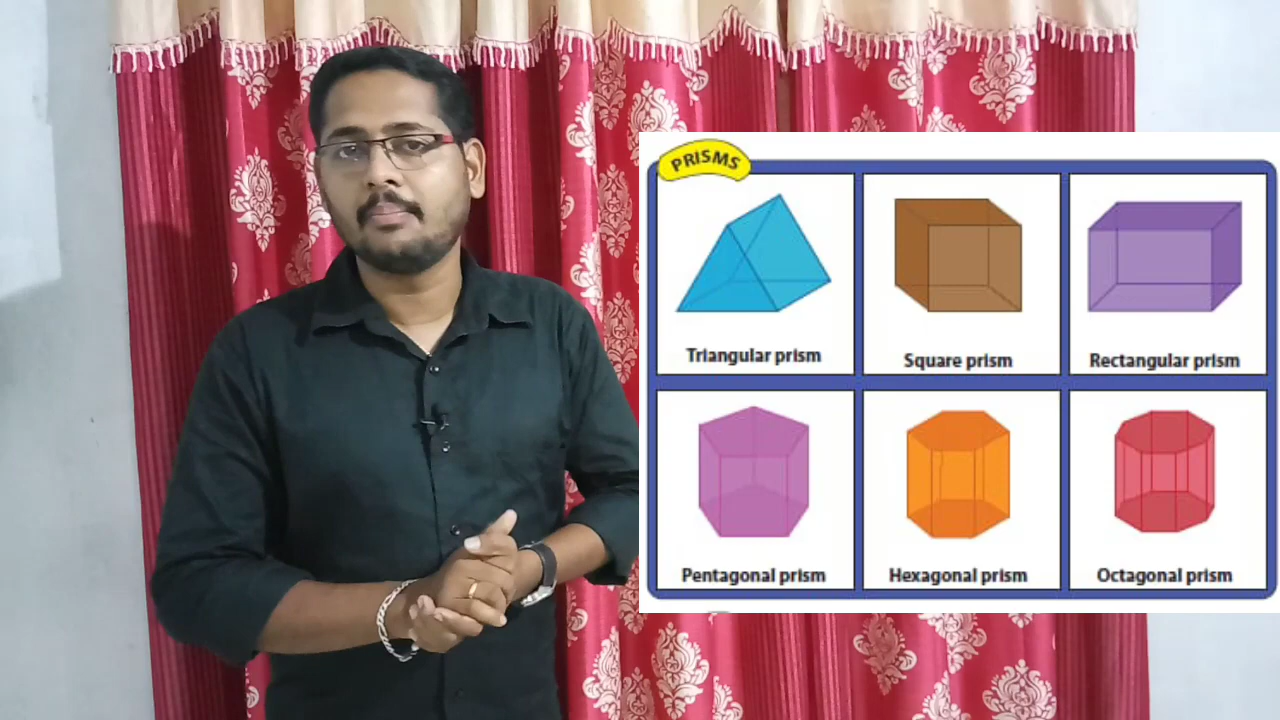 PRISMS
Triangular prism
Square prism
Rectangular prism
Pentagonal prism
Hexagonal prism
Octagonal prism